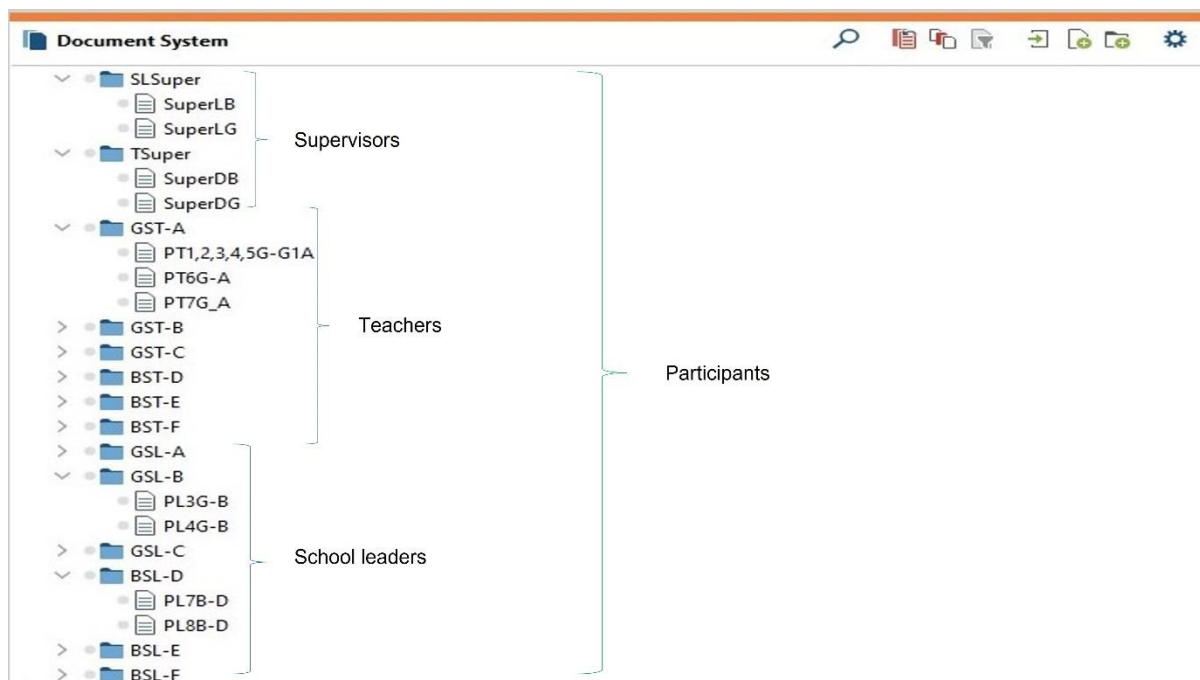 Document System
SLSuper
SuperLB
SuperLG
Supervisors
TSuper
SuperDB
SuperDG
GST-A
PT1,2,3,4,5G-G1A
PT6G-A
PT7G_A
GST-B
Teachers
GST-C
BST-D
Participants
BST-E
BST-F
GSL-A
GSL-B
PL3G-B
PL4G-B
GSL-C
School leaders
BSL-D
PL7B-D
PL8B-D
BSL-E
BSL-F